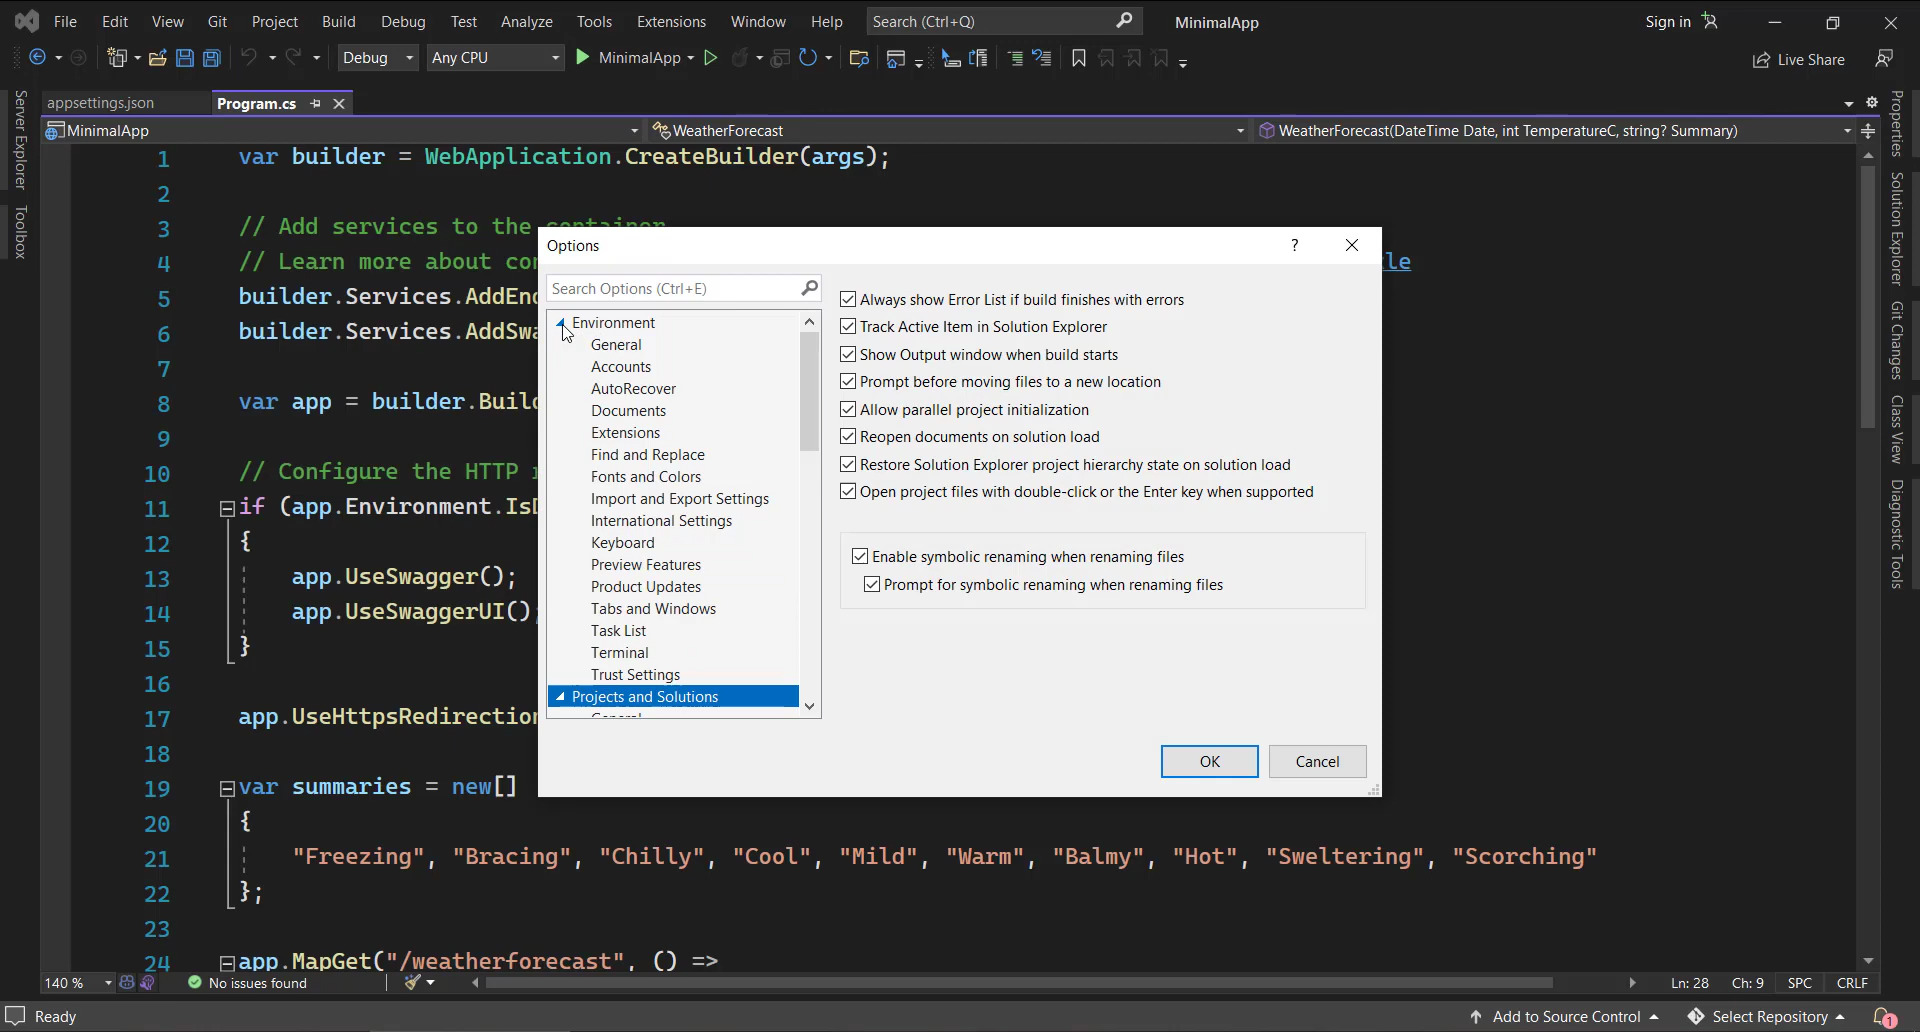 File Edit View Git Project Build Debug Test Analyze Tools Extensions Window Help Search (Ctrl+Q) MinimalApp Sign in
Debug Any CPU MinimalApp Live Share
appsettings.json Program.cs
MinimalApp WeatherForecast WeatherForecast(DateTime Date, int TemperatureC, string? Summary)
Server Explorer
Toolbox
Properties
Solution Explorer
Git Changes
Class View
Diagnostic Tools
1 var builder = WebApplication.CreateBuilder(args);
2
3 // Add services to the container
4 // Learn more about co le
5 builder.Services.AddEn
6 builder.Services.AddSw
7
8 var app = builder.Buil
9
10 // Configure the HTTP
11 if (app.Environment.IsD
12 {
13 app.UseSwagger();
14 app.UseSwaggerUI();
15 }
16
17 app.UseHttpsRedirection
18
19 var summaries = new[]
20 {
21 "Freezing", "Bracing", "Chilly", "Cool", "Mild", "Warm", "Balmy", "Hot", "Sweltering", "Scorching"
22 };
23
24 app.MapGet("/weatherforecast", () =>
Options ?
Search Options (Ctrl+E)
Environment
General
Accounts
AutoRecover
Documents
Extensions
Find and Replace
Fonts and Colors
Import and Export Settings
International Settings
Keyboard
Preview Features
Product Updates
Tabs and Windows
Task List
Terminal
Trust Settings
Projects and Solutions
General
Always show Error List if build finishes with errors
Track Active Item in Solution Explorer
Show Output window when build starts
Prompt before moving files to a new location
Allow parallel project initialization
Reopen documents on solution load
Restore Solution Explorer project hierarchy state on solution load
Open project files with double-click or the Enter key when supported
Enable symbolic renaming when renaming files
Prompt for symbolic renaming when renaming files
OK Cancel
140 % No issues found Ln: 28 Ch: 9 SPC CRLF
Ready Add to Source Control Select Repository 1